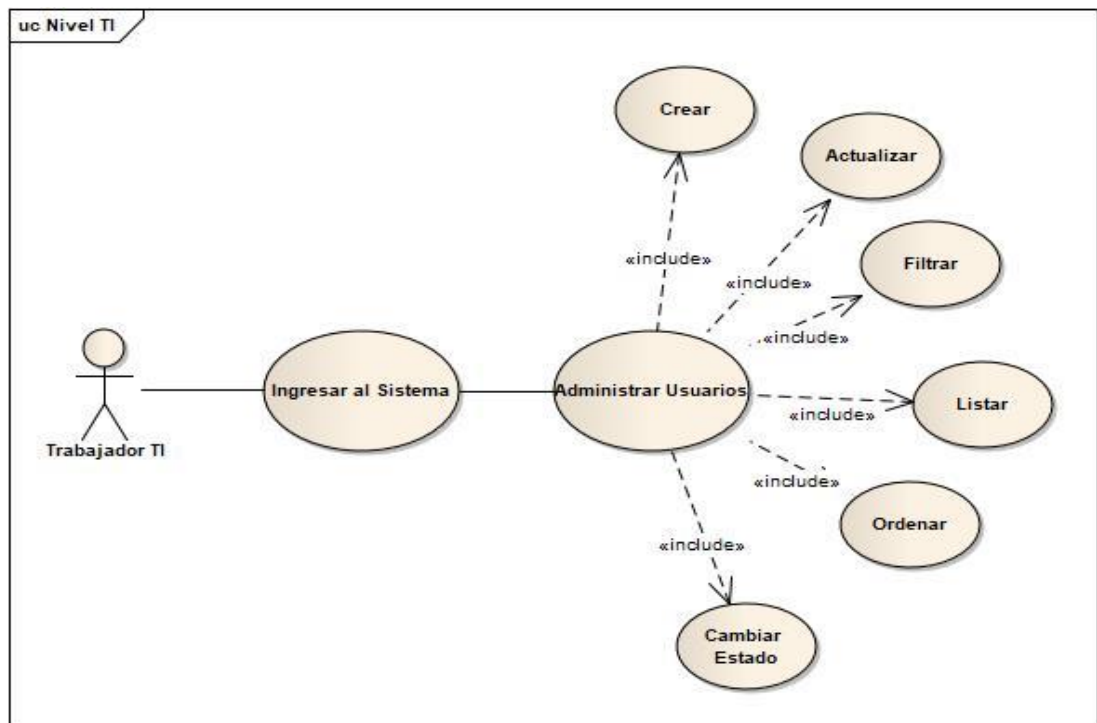 uc Nivel TI
Crear
Actualizar
«include»
Filtrar
«include»
«include»
Ingresar al Sistema
Administrar Usuarios
Listar
«include»
Trabajador TI
«include»
Ordenar
«include»
Cambiar
Estado